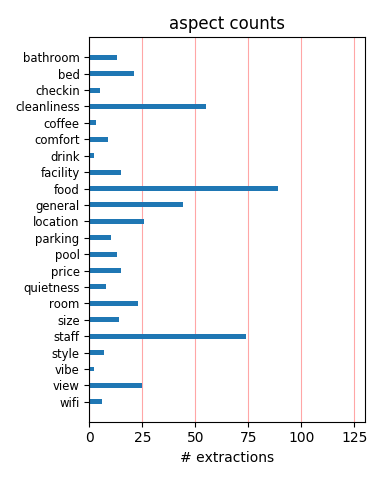 aspect counts
bathroom
bed
checkin
cleanliness
coffee
comfort
drink
facility
food
general
location
parking
pool
price
quietness
room
size
staff
style
vibe
view
wifi
0 25 50 75 100 125
# extractions